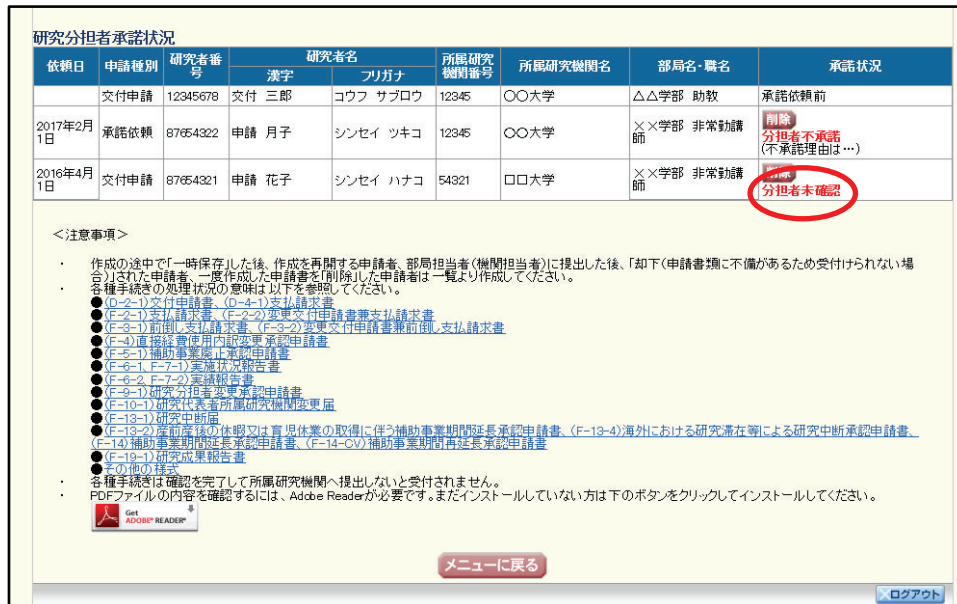 研究分担者承諾状況
依頼日 申請種別 研究者番号 研究者名 所属研究機関番号 所属研究機関名 部局名・職名 承諾状況
漢字 フリガナ
交付申請 12345678 交付 三郎 コウフ サブロウ 12345 〇〇大学 △△学部 助教 承諾依頼前
2017年2月1日 承諾依頼 87654322 申請 月子 シンセイ ツキコ 12345 〇〇大学 ××学部 非常勤講師 削除
分担者不承諾
(不承諾理由は…)
2016年4月1日 交付申請 87654321 申請 花子 シンセイ ハナコ 54321 □□大学 ××学部 非常勤講師 削除
分担者未確認
＜注意事項＞
・ 作成の途中で「一時保存」した後、作成を再開する申請者、部局担当者(機関担当者)に提出した後、「却下(申請書類に不備があるため受付けられない場
合)」された申請者、一度作成した申請書を「削除」した申請者は一覧より作成してください。
・ 各種手続きの処理状況の意味は以下を参照してください。
●(D-2-1)交付申請書、(D-4-1)支払請求書
●(F-2-1)支払請求書、(F-2-2)変更交付申請書兼支払請求書
●(F-3-1)前倒し支払請求書、(F-3-2)変更交付申請書兼前倒し支払請求書
●(F-4)直接経費使用内訳変更承認申請書
●(F-5-1)補助事業廃止承認申請書
●(F-6-1、F-7-1)実施状況報告書
●(F-6-2、F-7-2)実績報告書
●(F-9-1)研究分担者変更承認申請書
●(F-10-1)研究代表者所属研究機関変更届
●(F-13-1)研究中断届
●(F-13-2)産前産後の休暇又は育児休業の取得に伴う補助事業期間延長承認申請書、(F-13-4)海外における研究滞在等による研究中断承認申請書、
(F-14)補助事業期間延長承認申請書、(F-14-CV)補助事業期間再延長承認申請書
●(F-19-1)研究成果報告書
●その他の様式
・ 各種手続きは確認を完了して所属研究機関へ提出しないと受付されません。
・ PDFファイルの内容を確認するには、Adobe Readerが必要です。まだインストールしていない方は下のボタンをクリックしてインストールしてください。
Get
ADOBE® READER®
メニューに戻る
ログアウト